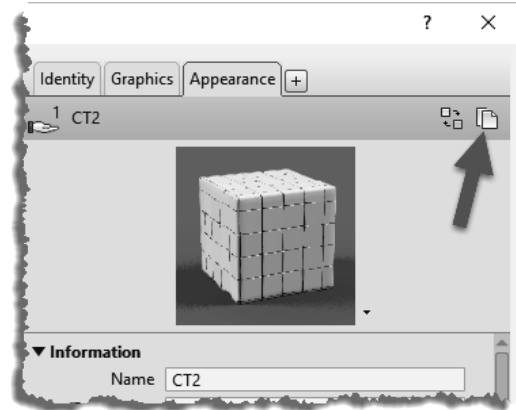 ?
Identity Graphics Appearance +
1 CT2
▼ Information
Name CT2